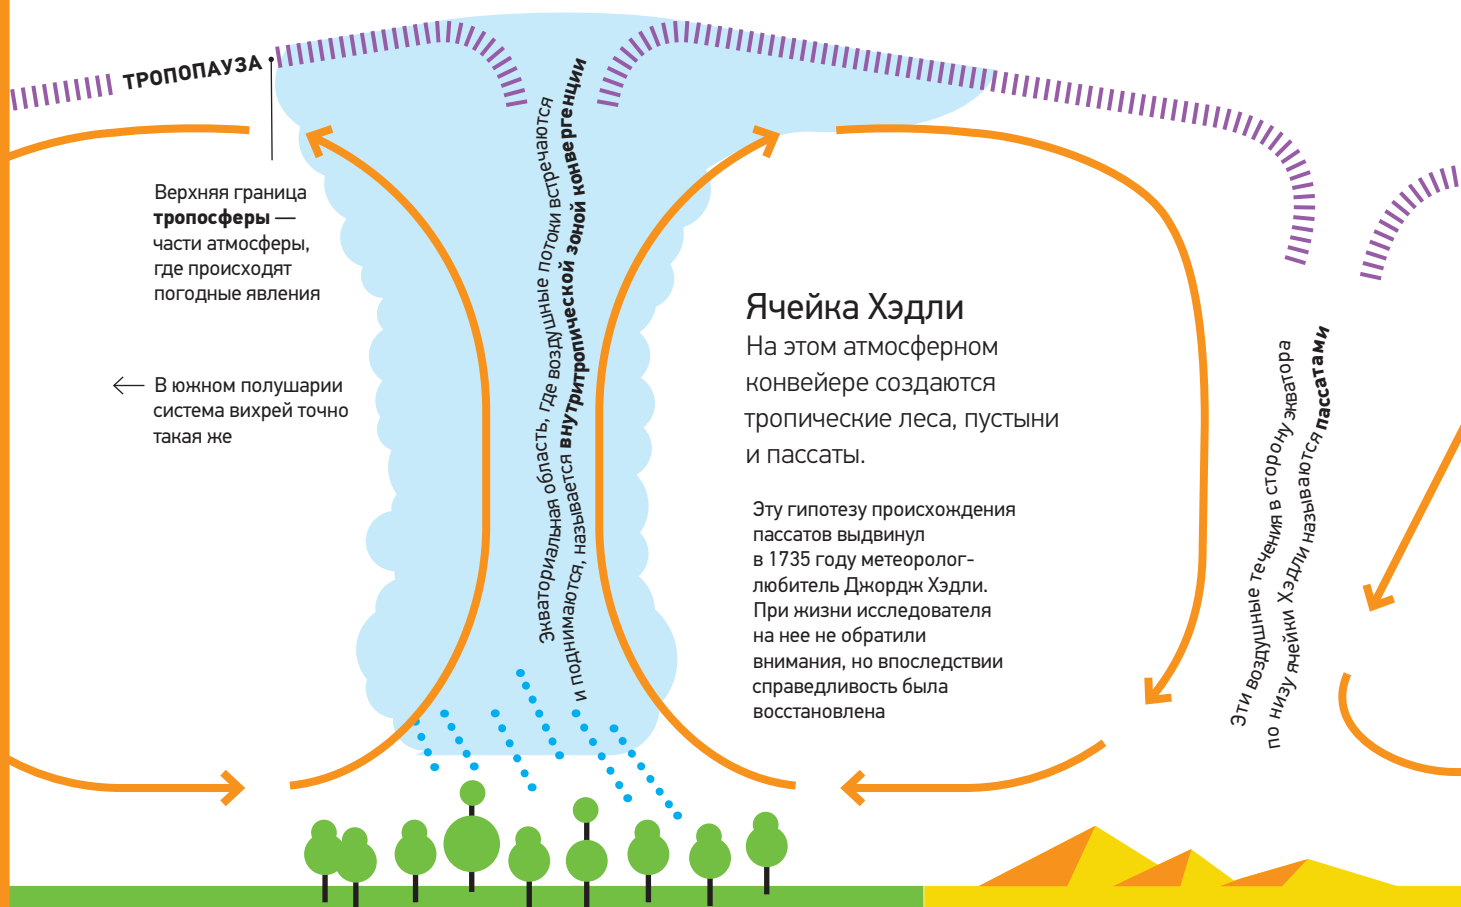 ТРОПОПАУЗА
Верхняя граница
тропосферы —
части атмосферы,
где происходят
погодные явления
В южном полушарии
система вихрей точно
такая же
Экваториальная область, где воздушные потоки встречаются
и поднимаются, называется внутритропической зоной конвергенции
Ячейка Хэдли
На этом атмосферном
конвейере создаются
тропические леса, пустыни
и пассаты.
Эту гипотезу происхождения
пассатов выдвинул
в 1735 году метеоролог-
любитель Джордж Хэдли.
При жизни исследователя
на нее не обратили
внимания, но впоследствии
справедливость была
восстановлена
Эти воздушные течения в сторону экватора
по низу ячейки Хэдли называются пассатами